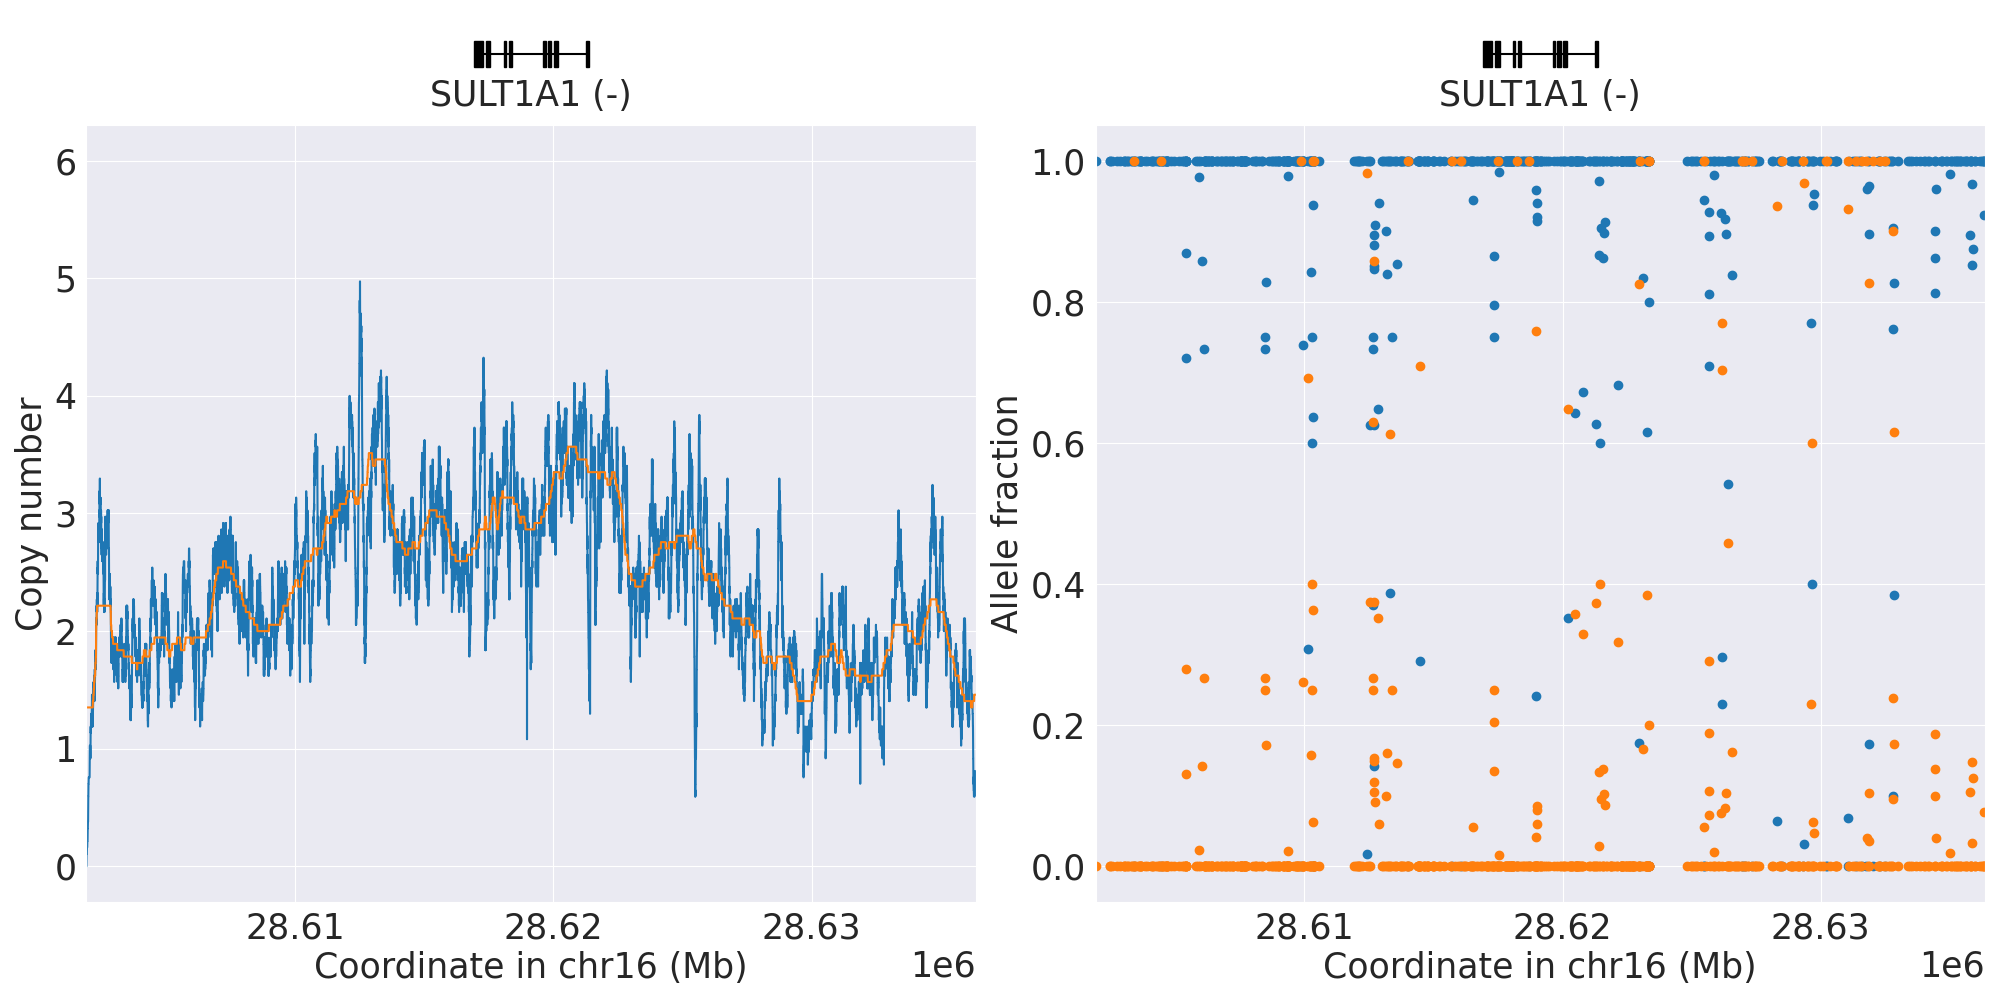 SULT1A1 (-)
Copy number
6
5
4
3
2
1
0
28.61
28.62
28.63
Coordinate in chr16 (Mb)
1e6
SULT1A1 (-)
Allele fraction
1.0
0.8
0.6
0.4
0.2
0.0
28.61
28.62
28.63
Coordinate in chr16 (Mb)
1e6